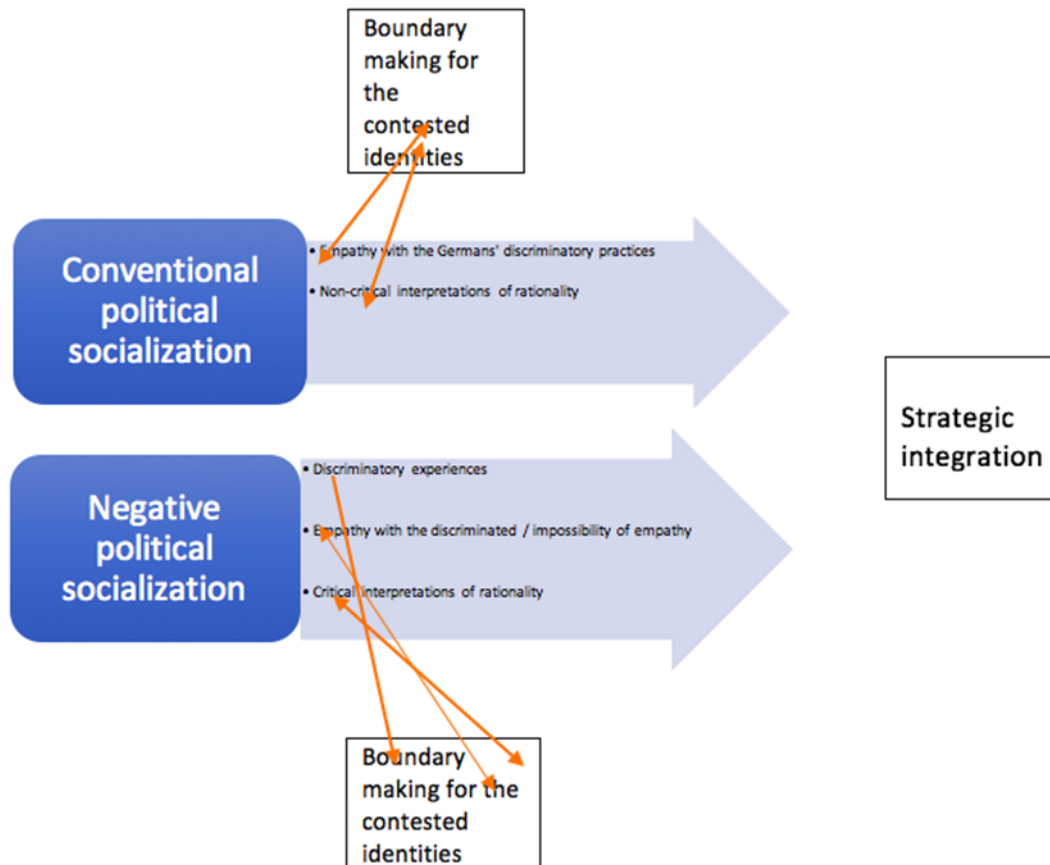 Boundary
making for
the
contested
identities
Conventional
political
socialization
• Empathy with the Germans' discriminatory practices
• Non-critical interpretations of rationality
Strategic
integration
Negative
political
socialization
• Discriminatory experiences
• Empathy with the discriminated / impossibility of empathy
• Critical interpretations of rationality
Boundary
making for the
contested
identities